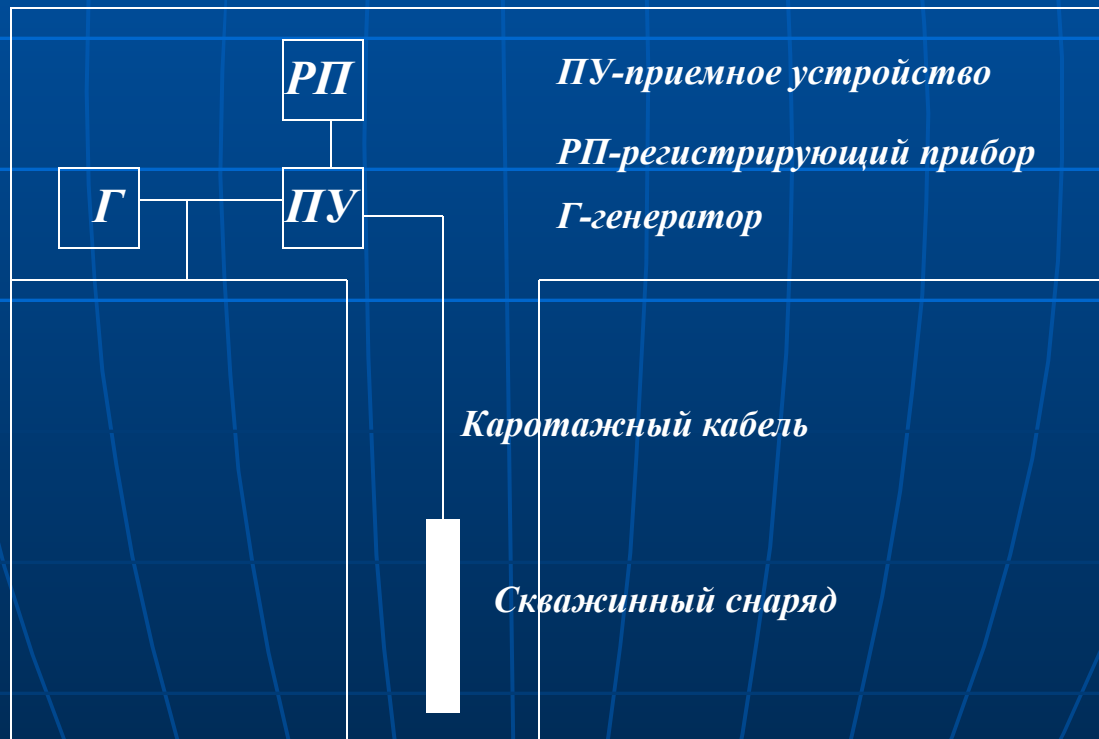 РП
ПУ-приемное устройство
РП-регистрирующий прибор
Г
ПУ
Г-генератор
Каротажный кабель
Скважинный снаряд